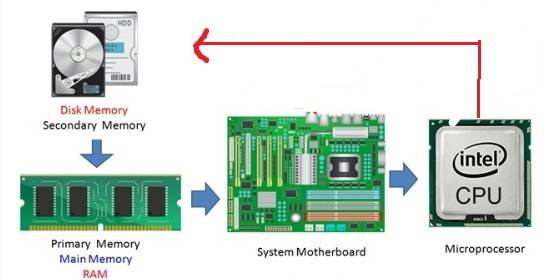 HDD
Disk Memory
Secondary Memory
Primary Memory
Main Memory
RAM
System Motherboard
intel
CPU
Microprocessor